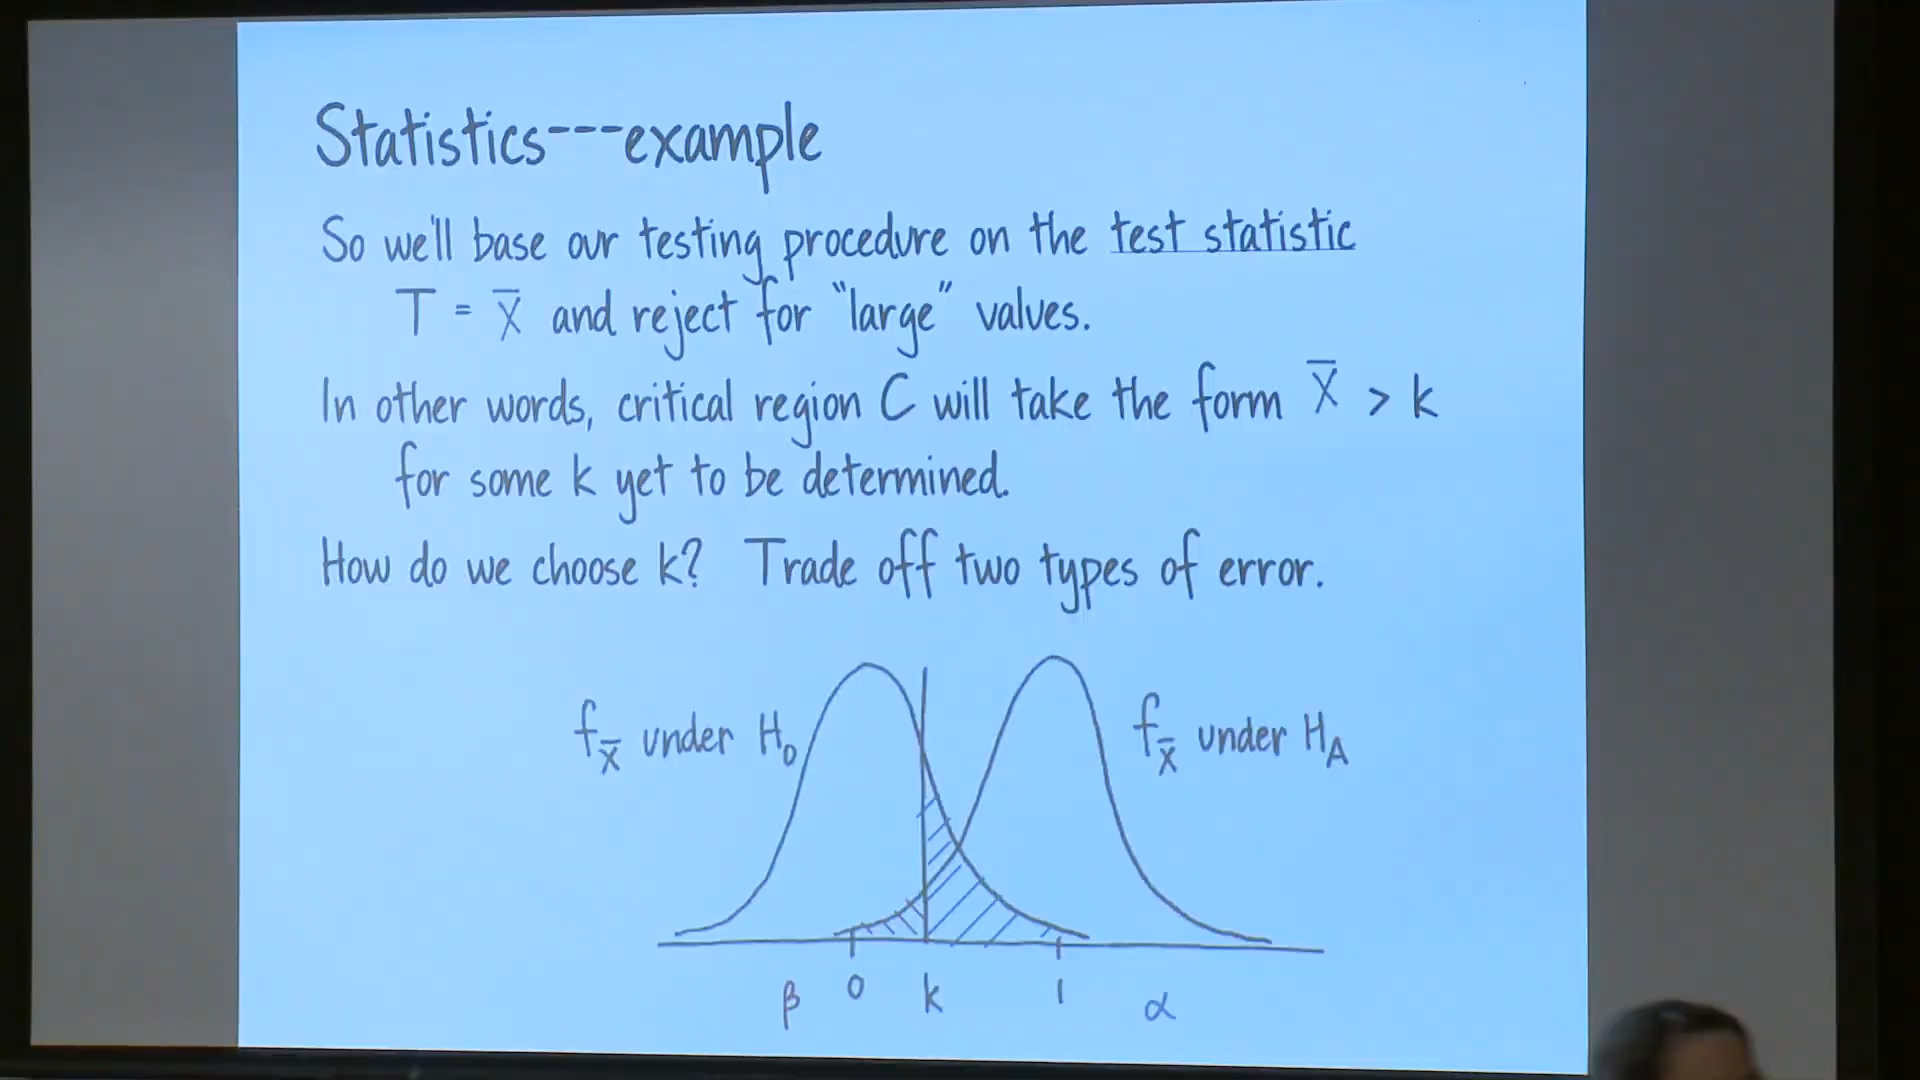 Statistics---example
So we'll base our testing procedure on the test statistic
T = X̅ and reject for "large" values.
In other words, critical region C will take the form X̅ > k
for some k yet to be determined.
How do we choose k? Trade off two types of error.
f_X̅ under H₀
f_X̅ under H_A
β 0 k 1 α